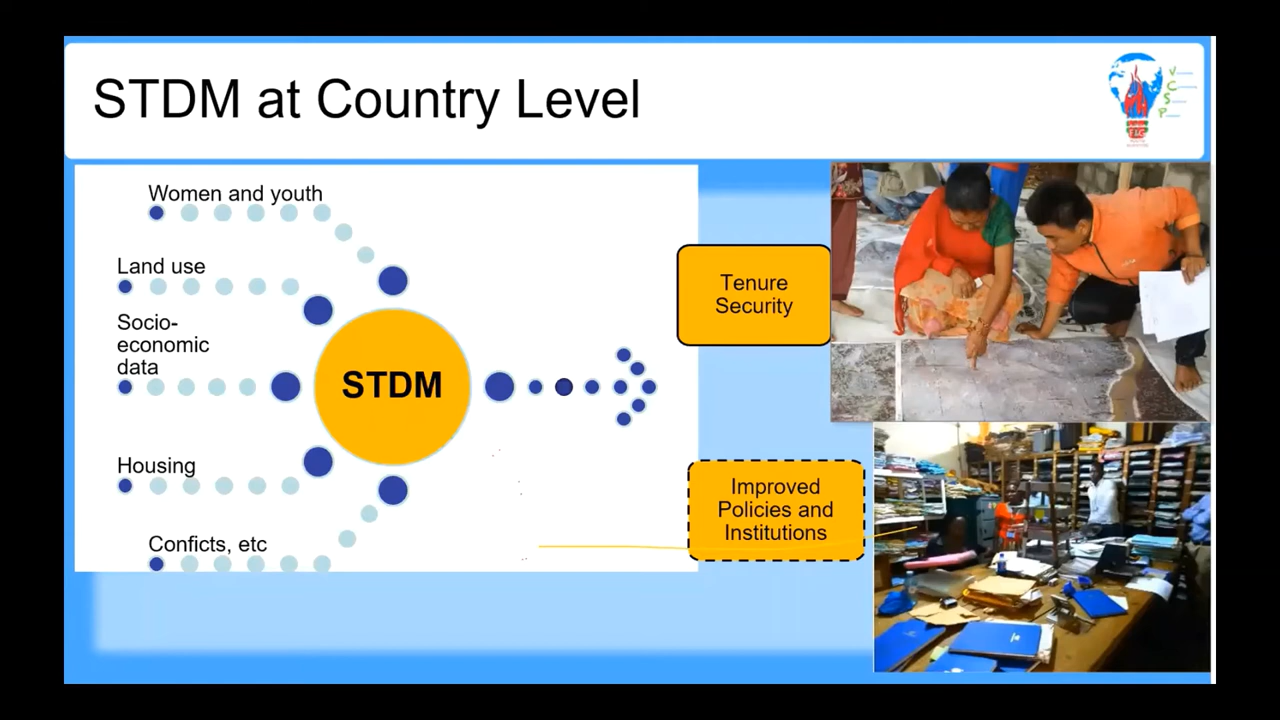 STDM at Country Level
V
C
S
P
FIG
Women and youth
Land use
Socio-
economic
data
Housing
Conficts, etc
STDM
Tenure
Security
Improved
Policies and
Institutions